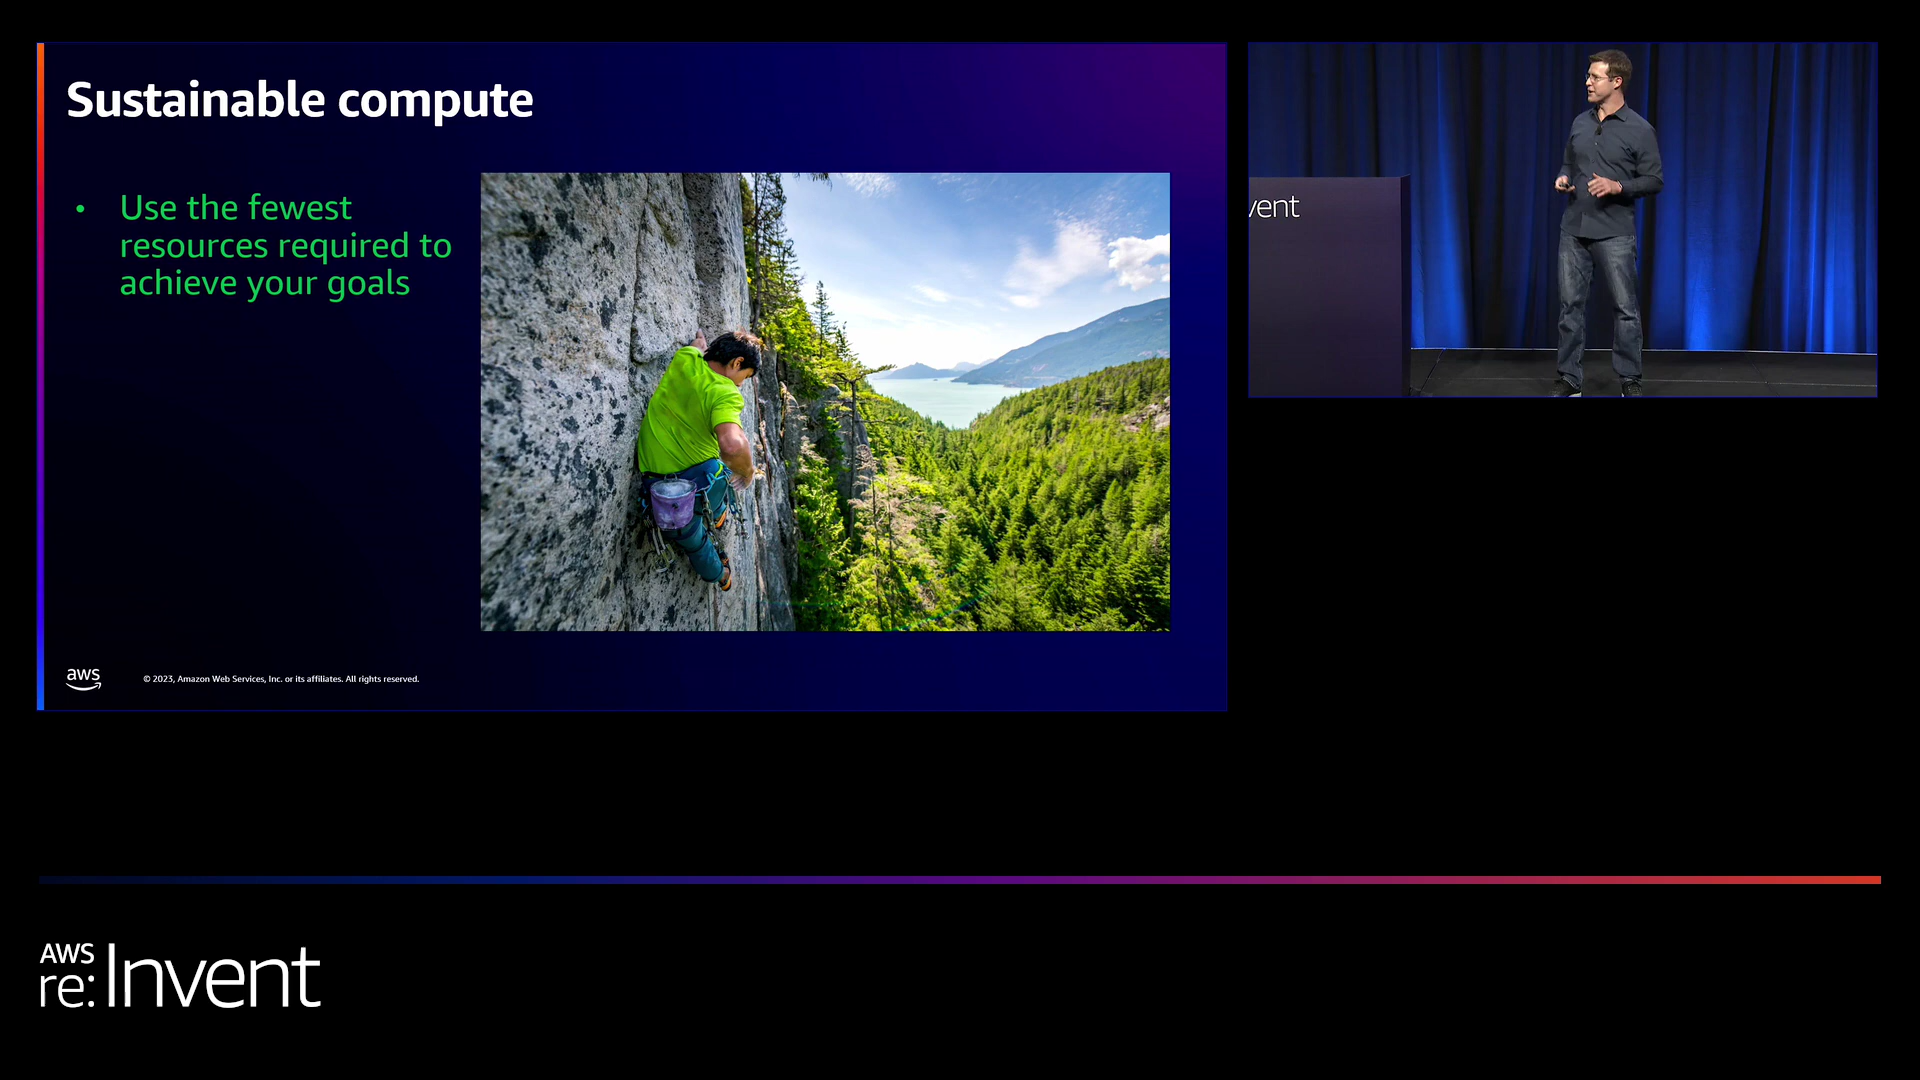 Sustainable compute
• Use the fewest
resources required to
achieve your goals
aws
© 2023, Amazon Web Services, Inc. or its affiliates. All rights reserved.
vent
AWS
re:Invent